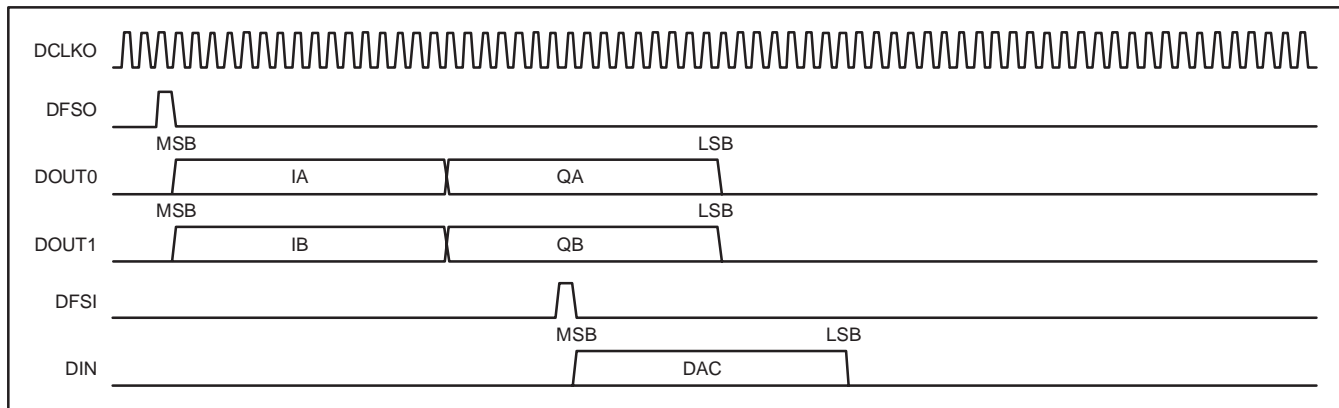 DCLKO
DFSO
MSB LSB
DOUT0 IA QA
MSB LSB
DOUT1 IB QB
DFSI
MSB LSB
DIN DAC